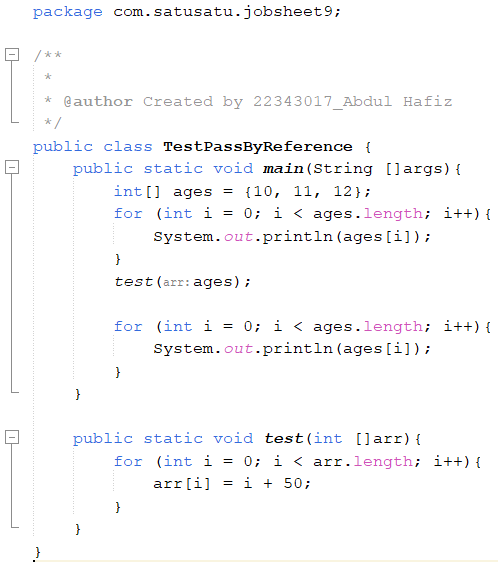 package com.satusatu.jobsheet9;
/**
 *
 * @author Created by 22343017_Abdul Hafiz
 */
public class TestPassByReference {
    public static void main(String []args){
        int[] ages = {10, 11, 12};
        for (int i = 0; i < ages.length; i++){
            System.out.println(ages[i]);
        }
        test(arr: ages);
        for (int i = 0; i < ages.length; i++){
            System.out.println(ages[i]);
        }
    }
    public static void test(int []arr){
        for (int i = 0; i < arr.length; i++){
            arr[i] = i + 50;
        }
    }
}